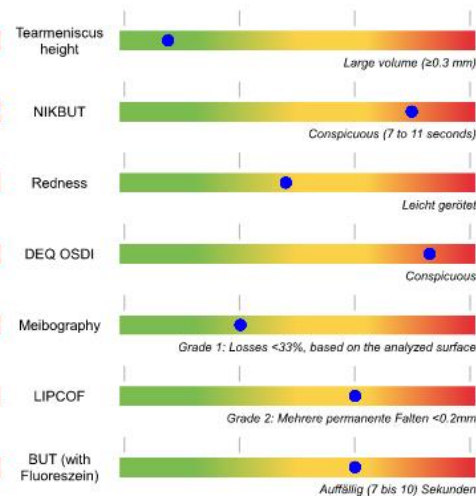 Tearmeniscus
height
Large volume (≥0.3 mm)
NIKBUT
Conspicuous (7 to 11 seconds)
Redness
Leicht gerötet
DEQ OSDI
Conspicuous
Meibography
Grade 1: Losses <33%, based on the analyzed surface
LIPCOF
Grade 2: Mehrere permanente Falten <0.2mm
BUT (with
Fluoreszein)
Auffällig (7 bis 10) Sekunden